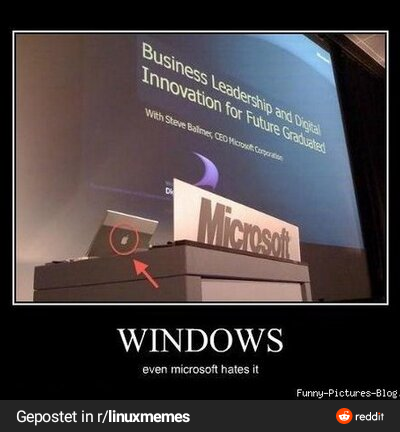 Business Leadership and Digital
Innovation for Future Graduated
With Steve Ballmer, CEO Microsoft Corporation
Microsoft
WINDOWS
even microsoft hates it
Funny-Pictures-Blog.
Gepostet in r/linuxmemes
reddit